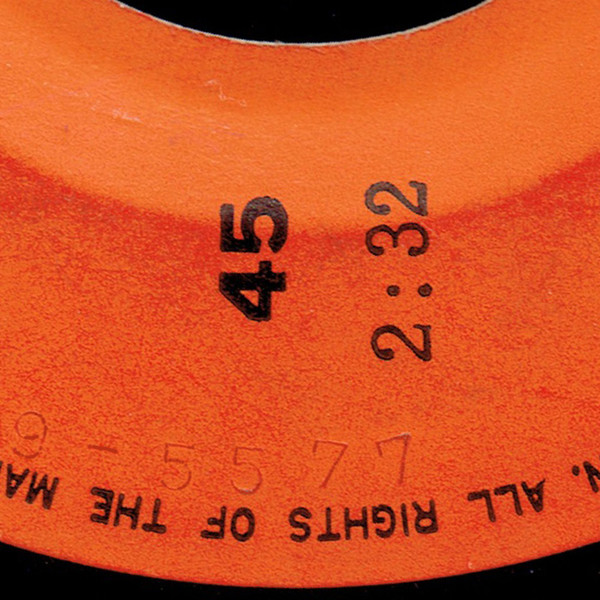 45
2:32
9-5577
N. ALL RIGHTS OF THE MA